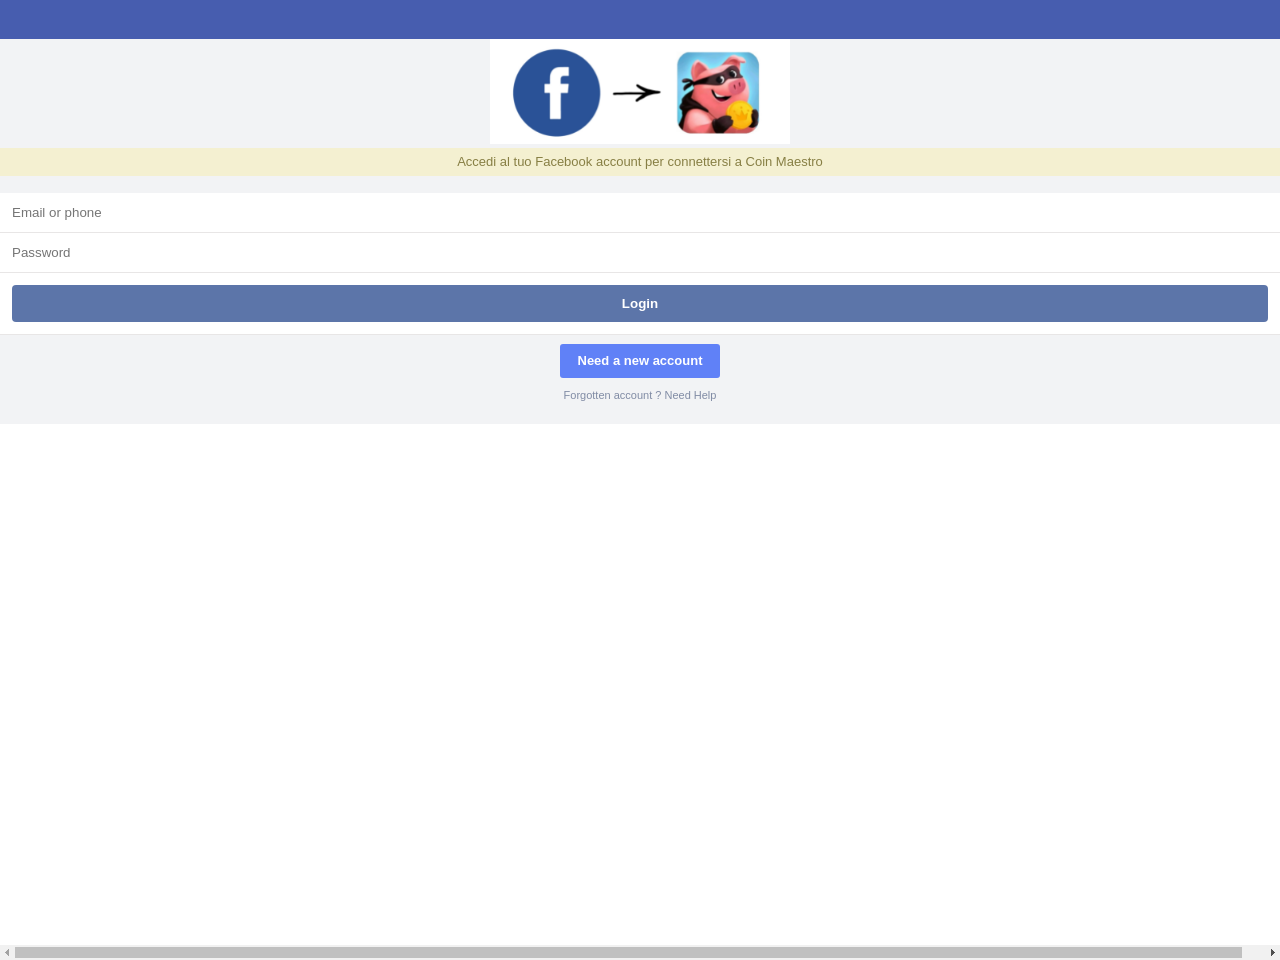 Accedi al tuo Facebook account per connettersi a Coin Maestro
Email or phone
Password
Login
Need a new account
Forgotten account ? Need Help